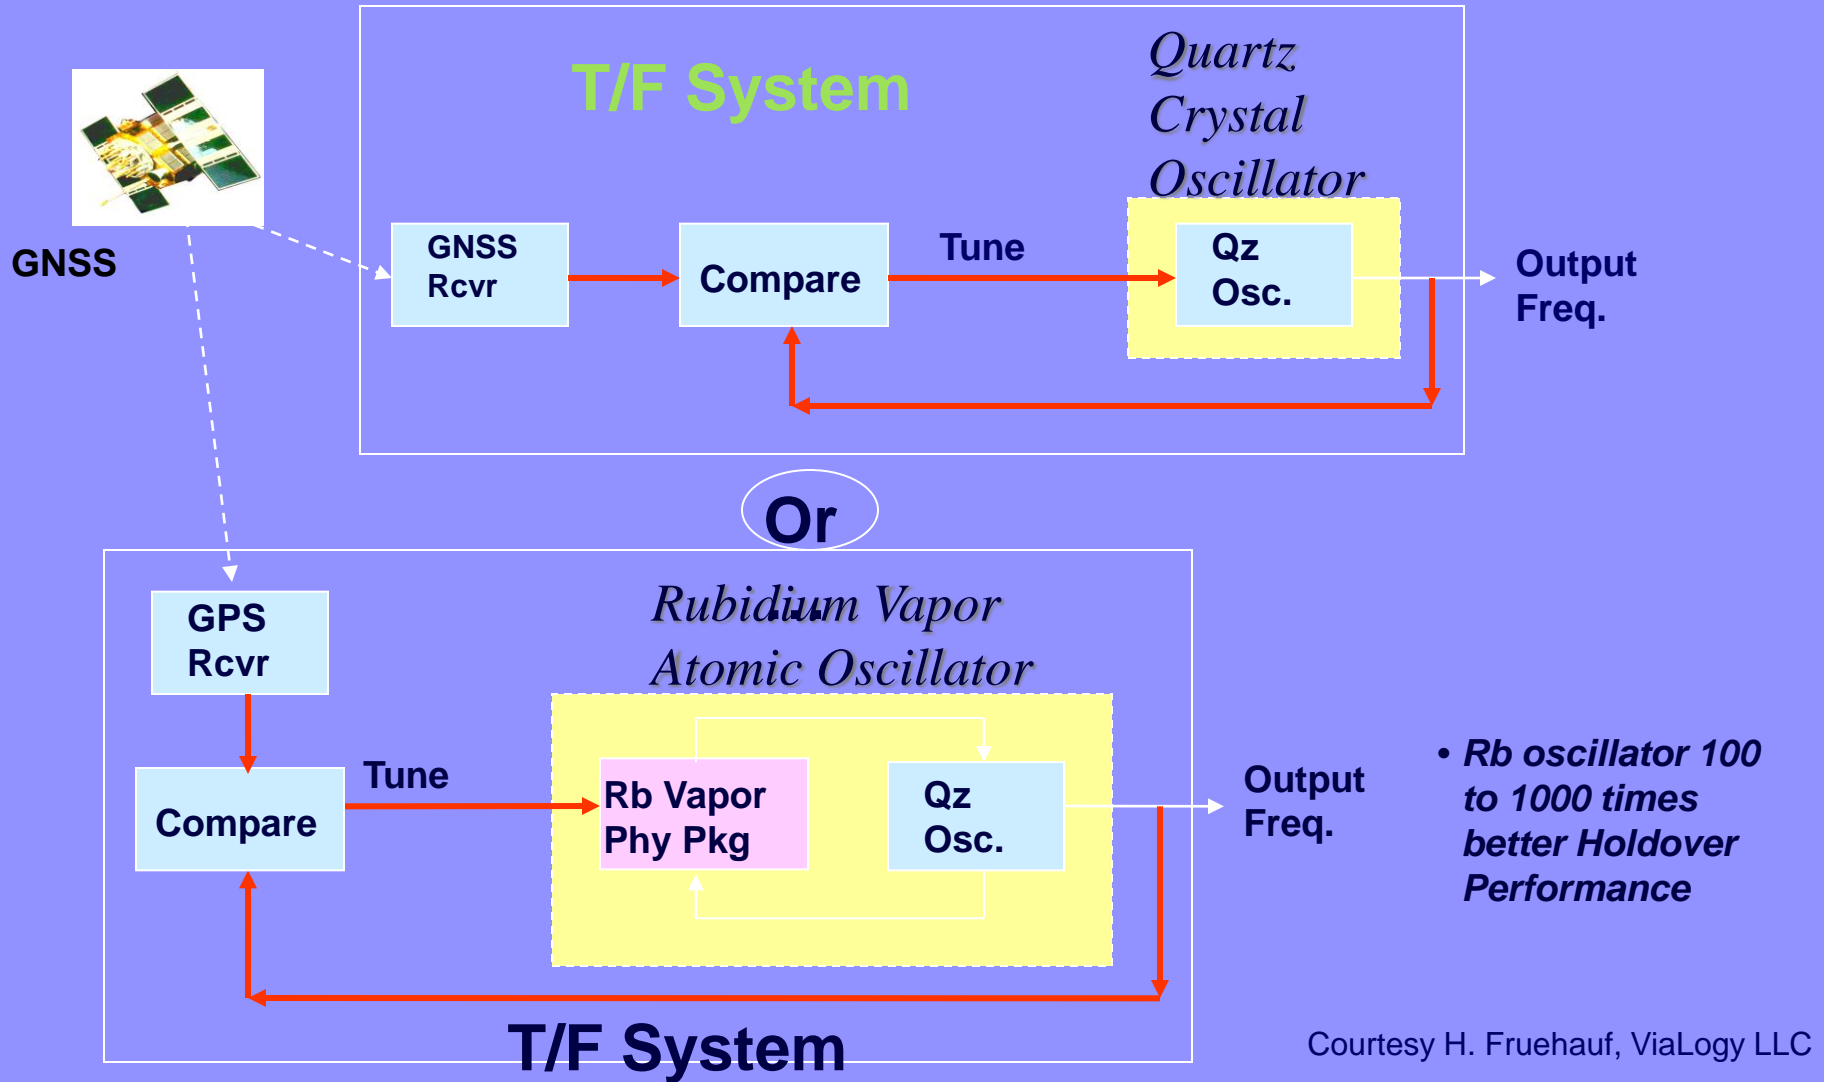 T/F System
Quartz
Crystal
Oscillator
GNSS
GNSS
Rcvr
Compare
Tune
Qz
Osc.
Output
Freq.
Or
...
Rubidium Vapor
Atomic Oscillator
GPS
Rcvr
Compare
Tune
Rb Vapor
Phy Pkg
Qz
Osc.
Output
Freq.
• Rb oscillator 100
to 1000 times
better Holdover
Performance
T/F System
Courtesy H. Fruehauf, ViaLogy LLC